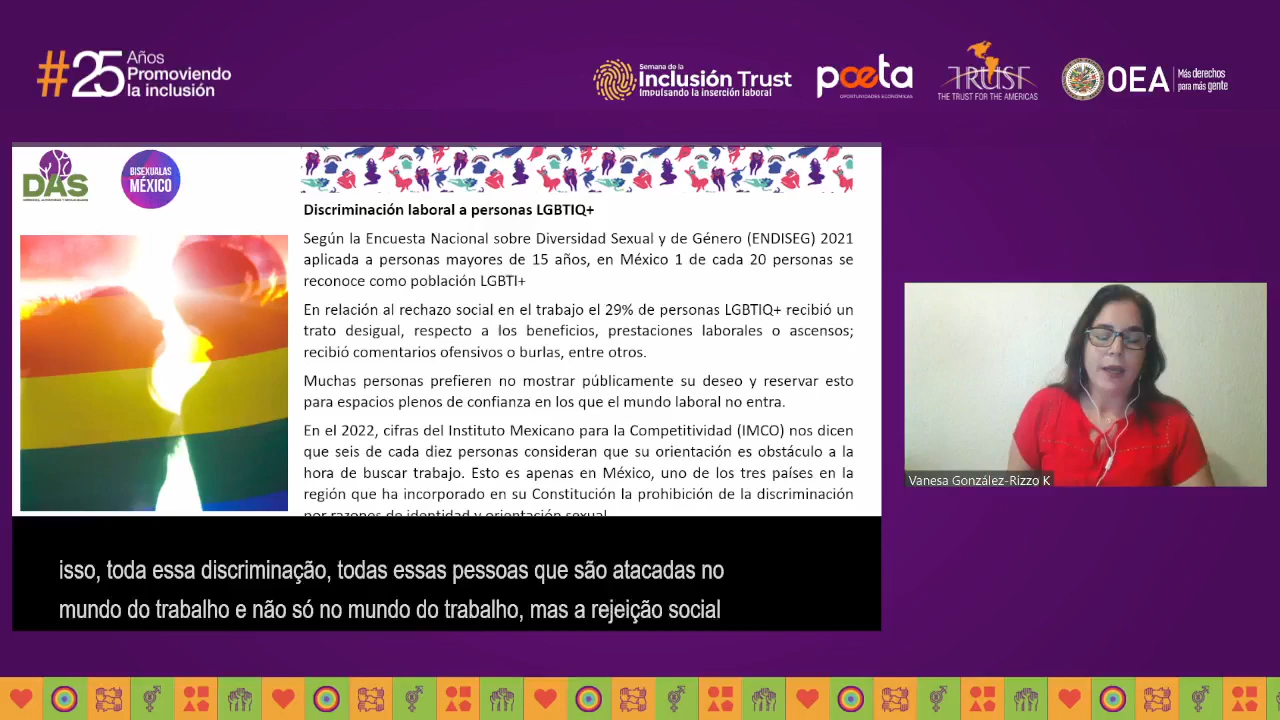 #25 Años
Promoviendo
la inclusión
Semana de la
Inclusión Trust
Impulsando la inserción laboral
poeta
OPORTUNIDADES ECONÓMICAS
TRUST
THE TRUST FOR THE AMERICAS
OEA
Más derechos
para más gente
DAS
BISEXUALAS
MÉXICO
Discriminación laboral a personas LGBTIQ+
Según la Encuesta Nacional sobre Diversidad Sexual y de Género (ENDISEG) 2021
aplicada a personas mayores de 15 años, en México 1 de cada 20 personas se
reconoce como población LGBTI+
En relación al rechazo social en el trabajo el 29% de personas LGBTIQ+ recibió un
trato desigual, respecto a los beneficios, prestaciones laborales o ascensos;
recibió comentarios ofensivos o burlas, entre otros.
Muchas personas prefieren no mostrar públicamente su deseo y reservar esto
para espacios plenos de confianza en los que el mundo laboral no entra.
En el 2022, cifras del Instituto Mexicano para la Competitividad (IMCO) nos dicen
que seis de cada diez personas consideran que su orientación es obstáculo a la
hora de buscar trabajo. Esto es apenas en México, uno de los tres países en la
región que ha incorporado en su Constitución la prohibición de la discriminación
por razones de identidad y orientación sexual
Vanesa González-Rizzo K
isso, toda essa discriminação, todas essas pessoas que são atacadas no
mundo do trabalho e não só no mundo do trabalho, mas a rejeição social